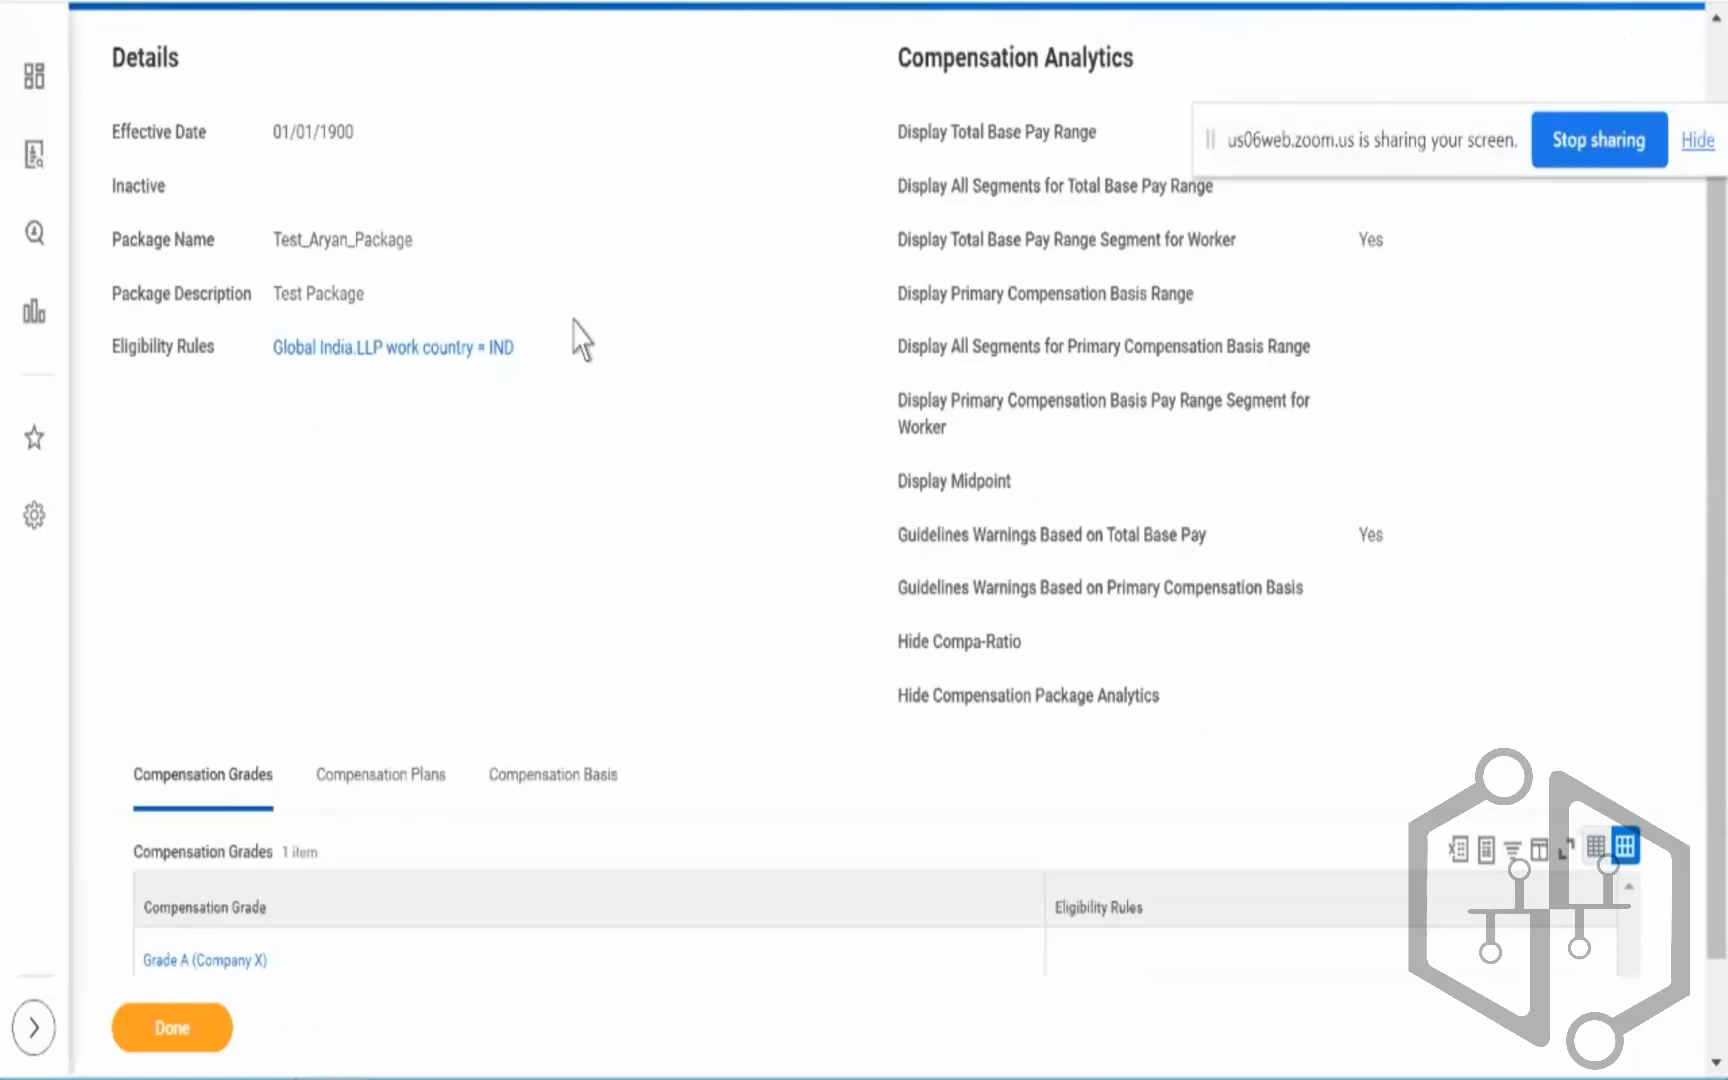 Details
Effective Date 01/01/1900
Inactive
Package Name Test_Aryan_Package
Package Description Test Package
Eligibility Rules Global India.LLP work country = IND
Compensation Analytics
Display Total Base Pay Range
us06web.zoom.us is sharing your screen. Stop sharing Hide
Display All Segments for Total Base Pay Range
Display Total Base Pay Range Segment for Worker Yes
Display Primary Compensation Basis Range
Display All Segments for Primary Compensation Basis Range
Display Primary Compensation Basis Pay Range Segment for
Worker
Display Midpoint
Guidelines Warnings Based on Total Base Pay Yes
Guidelines Warnings Based on Primary Compensation Basis
Hide Compa-Ratio
Hide Compensation Package Analytics
Compensation Grades Compensation Plans Compensation Basis
Compensation Grades 1 item
Compensation Grade Eligibility Rules
Grade A (Company X)
Done